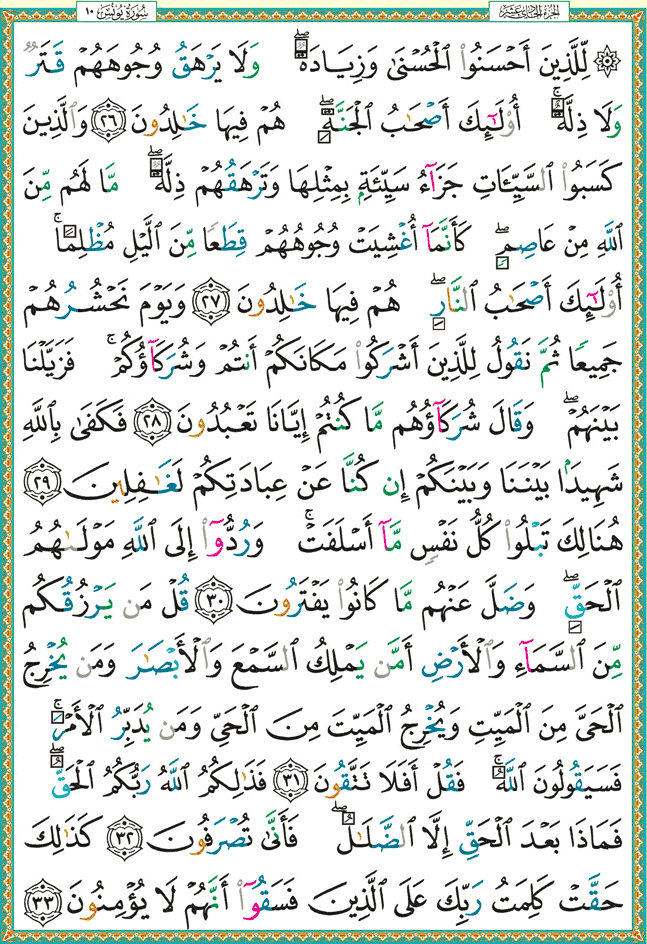 سُورَةُ يُونُسَ ١٠ الجزء الحادي عشر
۞ لِّلَّذِينَ أَحۡسَنُواْ ٱلۡحُسۡنَىٰ وَزِيَادَةٞۖ وَلَا يَرۡهَقُ وُجُوهَهُمۡ قَتَرٞ
وَلَا ذِلَّةٌۚ أُوْلَٰٓئِكَ أَصۡحَٰبُ ٱلۡجَنَّةِۖ هُمۡ فِيهَا خَٰلِدُونَ ٢٦ وَٱلَّذِينَ
كَسَبُواْ ٱلسَّيِّـَٔاتِ جَزَآءُ سَيِّئَةِۭ بِمِثۡلِهَا وَتَرۡهَقُهُمۡ ذِلَّةٞۖ مَّا لَهُم مِّنَ
ٱللَّهِ مِنۡ عَاصِمٖۖ كَأَنَّمَآ أُغۡشِيَتۡ وُجُوهُهُمۡ قِطَعٗا مِّنَ ٱلَّيۡلِ مُظۡلِمًاۚ
أُوْلَٰٓئِكَ أَصۡحَٰبُ ٱلنَّارِۖ هُمۡ فِيهَا خَٰلِدُونَ ٢٧ وَيَوۡمَ نَحۡشُرُهُمۡ
جَمِيعٗا ثُمَّ نَقُولُ لِلَّذِينَ أَشۡرَكُواْ مَكَانَكُمۡ أَنتُمۡ وَشُرَكَآؤُكُمۡۚ فَزَيَّلۡنَا
بَيۡنَهُمۡۖ وَقَالَ شُرَكَآؤُهُم مَّا كُنتُمۡ إِيَّانَا تَعۡبُدُونَ ٢٨ فَكَفَىٰ بِٱللَّهِ
شَهِيدَۢا بَيۡنَنَا وَبَيۡنَكُمۡ إِن كُنَّا عَنۡ عِبَادَتِكُمۡ لَغَٰفِلِينَ ٢٩
هُنَالِكَ تَبۡلُواْ كُلُّ نَفۡسٖ مَّآ أَسۡلَفَتۡۚ وَرُدُّوٓاْ إِلَى ٱللَّهِ مَوۡلَىٰهُمُ
ٱلۡحَقِّۖ وَضَلَّ عَنۡهُم مَّا كَانُواْ يَفۡتَرُونَ ٣٠ قُلۡ مَن يَرۡزُقُكُم
مِّنَ ٱلسَّمَآءِ وَٱلۡأَرۡضِ أَمَّن يَمۡلِكُ ٱلسَّمۡعَ وَٱلۡأَبۡصَٰرَ وَمَن يُخۡرِجُ
ٱلۡحَيَّ مِنَ ٱلۡمَيِّتِ وَيُخۡرِجُ ٱلۡمَيِّتَ مِنَ ٱلۡحَيِّ وَمَن يُدَبِّرُ ٱلۡأَمۡرَۚ
فَسَيَقُولُونَ ٱللَّهُۚ فَقُلۡ أَفَلَا تَتَّقُونَ ٣١ فَذَٰلِكُمُ ٱللَّهُ رَبُّكُمُ ٱلۡحَقُّۖ
فَمَاذَا بَعۡدَ ٱلۡحَقِّ إِلَّا ٱلضَّلَٰلُۖ فَأَنَّىٰ تُصۡرَفُونَ ٣٢ كَذَٰلِكَ
حَقَّتۡ كَلِمَتُ رَبِّكَ عَلَى ٱلَّذِينَ فَسَقُوٓاْ أَنَّهُمۡ لَا يُؤۡمِنُونَ ٣٣